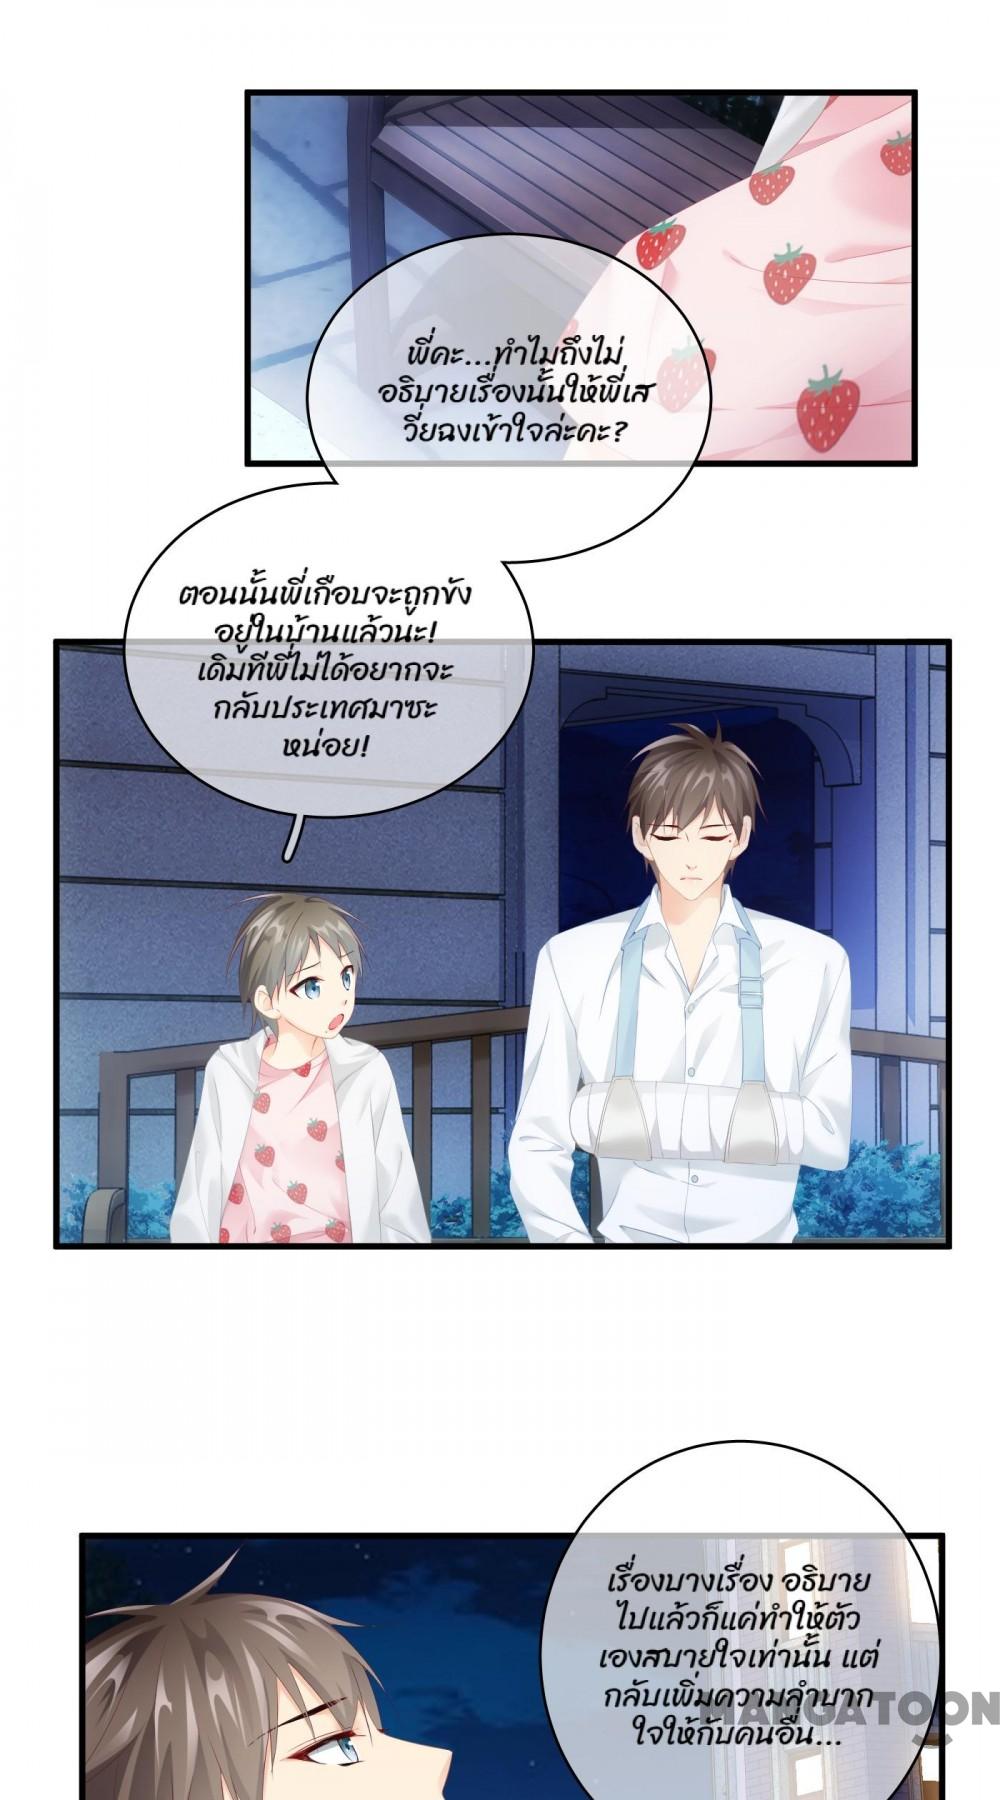 พี่คะ...ทำไมถึงไม่
อธิบายเรื่องนั้นให้พี่เส
วี่ยฉงเข้าใจล่ะคะ?
ตอนนั้นพี่เกือบจะถูกขัง
อยู่ในบ้านแล้วนะ!
เดิมทีพี่ไม่ได้อยากจะ
กลับประเทศมาซะ
หน่อย!
เรื่องบางเรื่อง อธิบาย
ไปแล้วก็แค่ทำให้ตัว
เองสบายใจเท่านั้น แต่
กลับเพิ่มความลำบาก
ใจให้กับคนอื่น...
MANGATOON